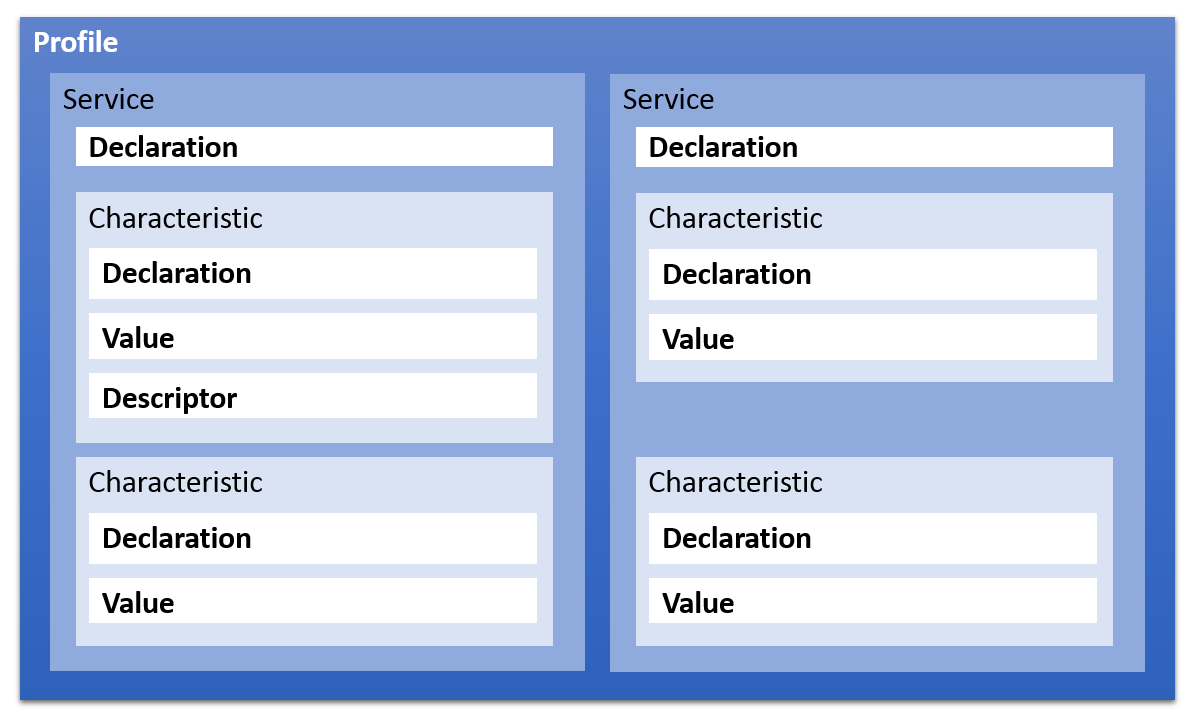 Profile
Service
Declaration
Characteristic
Declaration
Value
Descriptor
Characteristic
Declaration
Value
Service
Declaration
Characteristic
Declaration
Value
Characteristic
Declaration
Value